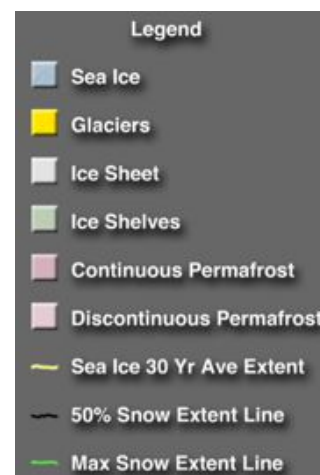 Legend
Sea Ice
Glaciers
Ice Sheet
Ice Shelves
Continuous Permafrost
Discontinuous Permafrost
Sea Ice 30 Yr Ave Extent
50% Snow Extent Line
Max Snow Extent Line